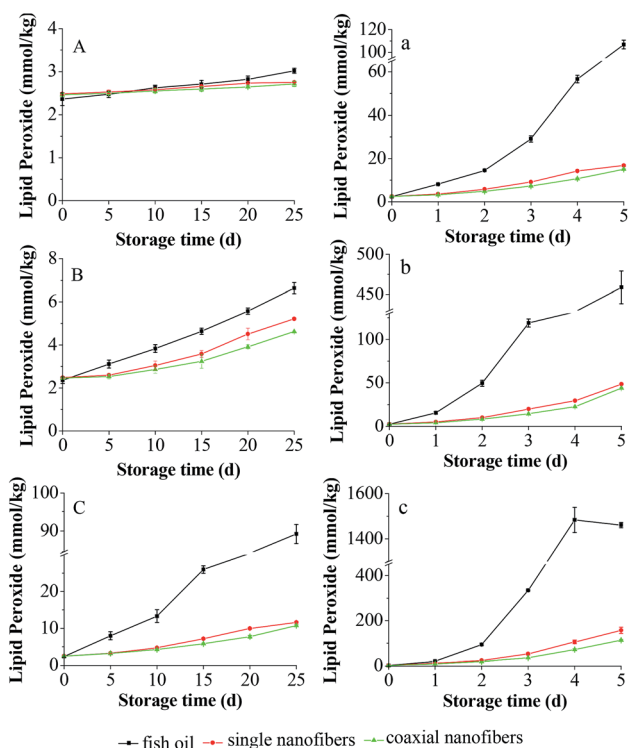 A
Lipid Peroxide (mmol/kg)
4
3
2
1
0
0 5 10 15 20 25
Storage time (d)
a
Lipid Peroxide (mmol/kg)
120
100
60
40
20
0
0 1 2 3 4 5
Storage time (d)
B
Lipid Peroxide (mmol/kg)
8
6
4
2
0
0 5 10 15 20 25
Storage time (d)
b
Lipid Peroxide (mmol/kg)
500
450
100
50
0
0 1 2 3 4 5
Storage time (d)
C
Lipid Peroxide (mmol/kg)
100
90
20
10
0
0 5 10 15 20 25
Storage time (d)
c
Lipid Peroxide (mmol/kg)
1600
1400
400
200
0
0 1 2 3 4 5
Storage time (d)
fish oil single nanofibers coaxial nanofibers